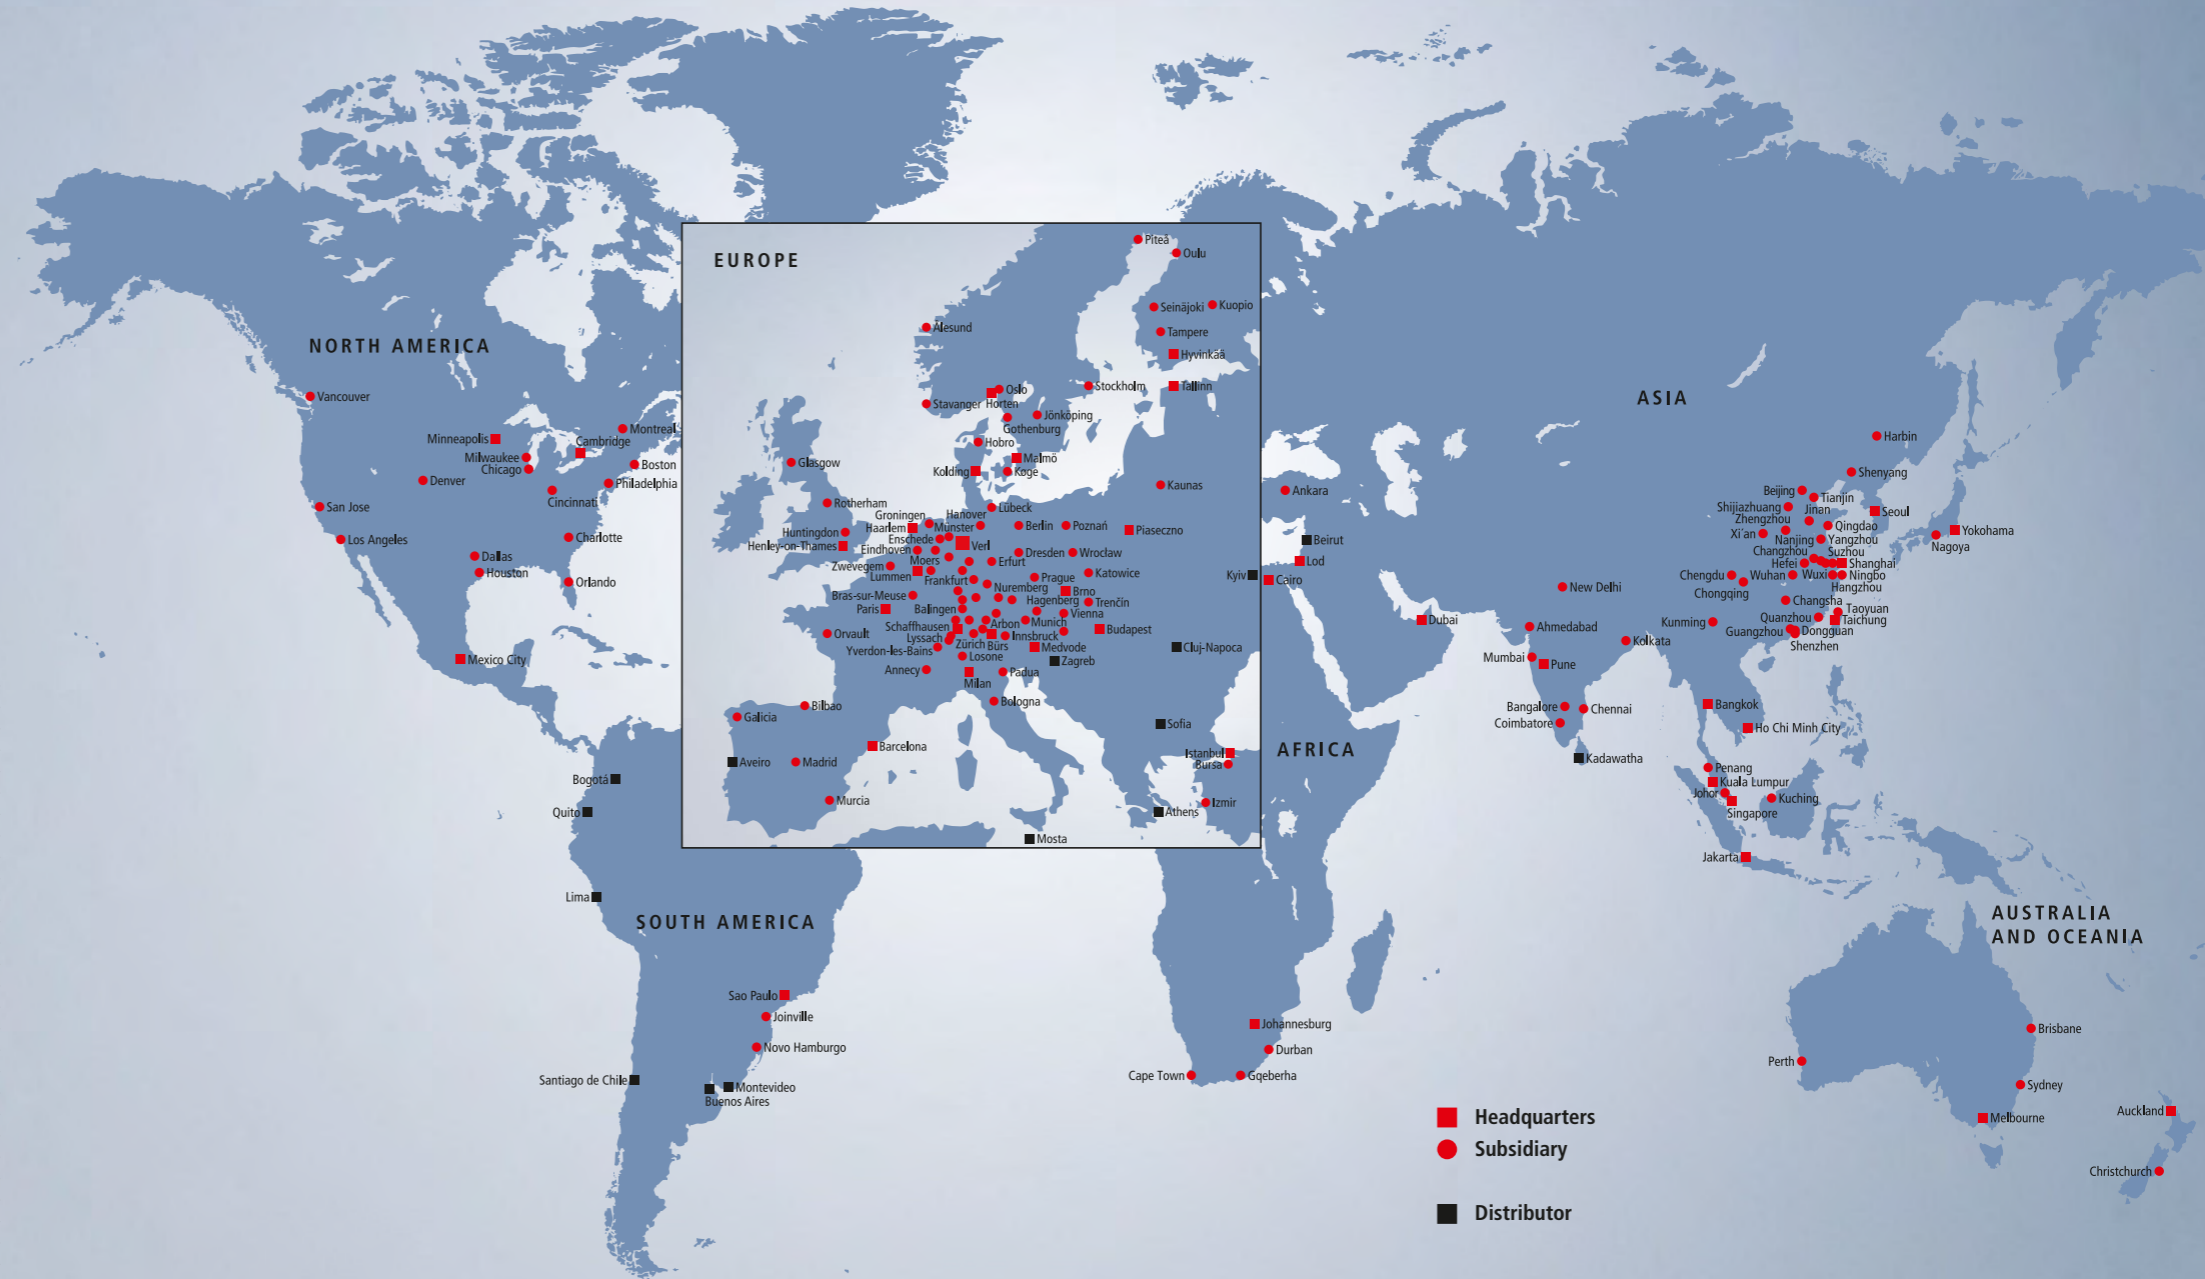 EUROPE
Piteå
Oulu
Seinäjoki
Kuopio
Ålesund
Tampere
NORTH AMERICA
Hyvinkää
Oslo
Stockholm
Tallinn
ASIA
Vancouver
Stavanger
Horten
Jönköping
Gothenburg
Montreal
Minneapolis
Cambridge
Hobro
Harbin
Milwaukee
Malmö
Chicago
Boston
Glasgow
Kolding
Køge
Shenyang
Denver
Philadelphia
Kaunas
Ankara
Beijing
Cincinnati
Tianjin
San Jose
Rotherham
Lübeck
Shijiazhuang
Jinan
Seoul
Groningen
Hanover
Zhengzhou
Haarlem
Münster
Berlin
Poznań
Piaseczno
Qingdao
Yokohama
Huntingdon
Xi'an
Los Angeles
Charlotte
Enschede
Nanjing
Yangzhou
Nagoya
Henley-on-Thames
Eindhoven
Verl
Beirut
Changzhou
Suzhou
Dallas
Moers
Erfurt
Dresden
Wrocław
Lod
Hefei
Shanghai
Zwevegem
Houston
Lummen
Frankfurt
Prague
Katowice
Kyiv
Cairo
Chengdu
Wuhan
Wuxi
Ningbo
Orlando
Nuremberg
New Delhi
Chongqing
Hangzhou
Bras-sur-Meuse
Brno
Paris
Balingen
Hagenberg
Trenčín
Changsha
Taoyuan
Vienna
Quanzhou
Taichung
Schaffhausen
Arbon
Munich
Dubai
Ahmedabad
Kunming
Orvault
Lyssach
Innsbruck
Budapest
Guangzhou
Dongguan
Kolkata
Shenzhen
Yverdon-les-Bains
Zürich
Bürs
Medvode
Cluj-Napoca
Mexico City
Losone
Zagreb
Mumbai
Pune
Annecy
Milan
Padua
Bologna
Bilbao
Bangalore
Chennai
Bangkok
Galicia
Sofia
Coimbatore
Ho Chi Minh City
Barcelona
Istanbul
AFRICA
Aveiro
Madrid
Bursa
Kadawatha
Penang
Bogotá
Kuala Lumpur
Murcia
Izmir
Johor
Kuching
Quito
Athens
Singapore
Mosta
Jakarta
Lima
SOUTH AMERICA
AUSTRALIA
AND OCEANIA
Sao Paulo
Joinville
Johannesburg
Brisbane
Novo Hamburgo
Durban
Perth
Santiago de Chile
Cape Town
Gqeberha
Montevideo
Buenos Aires
Sydney
Headquarters
Melbourne
Auckland
Subsidiary
Christchurch
Distributor